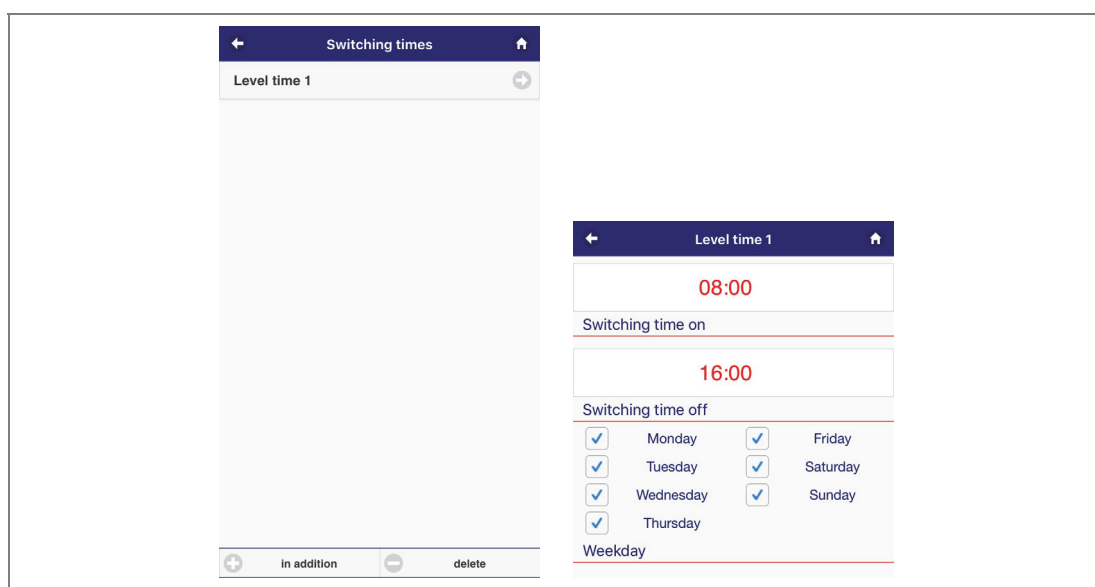 Switching times
Level time 1
in addition delete
Level time 1
08:00
Switching time on
16:00
Switching time off
Monday Friday
Tuesday Saturday
Wednesday Sunday
Thursday
Weekday